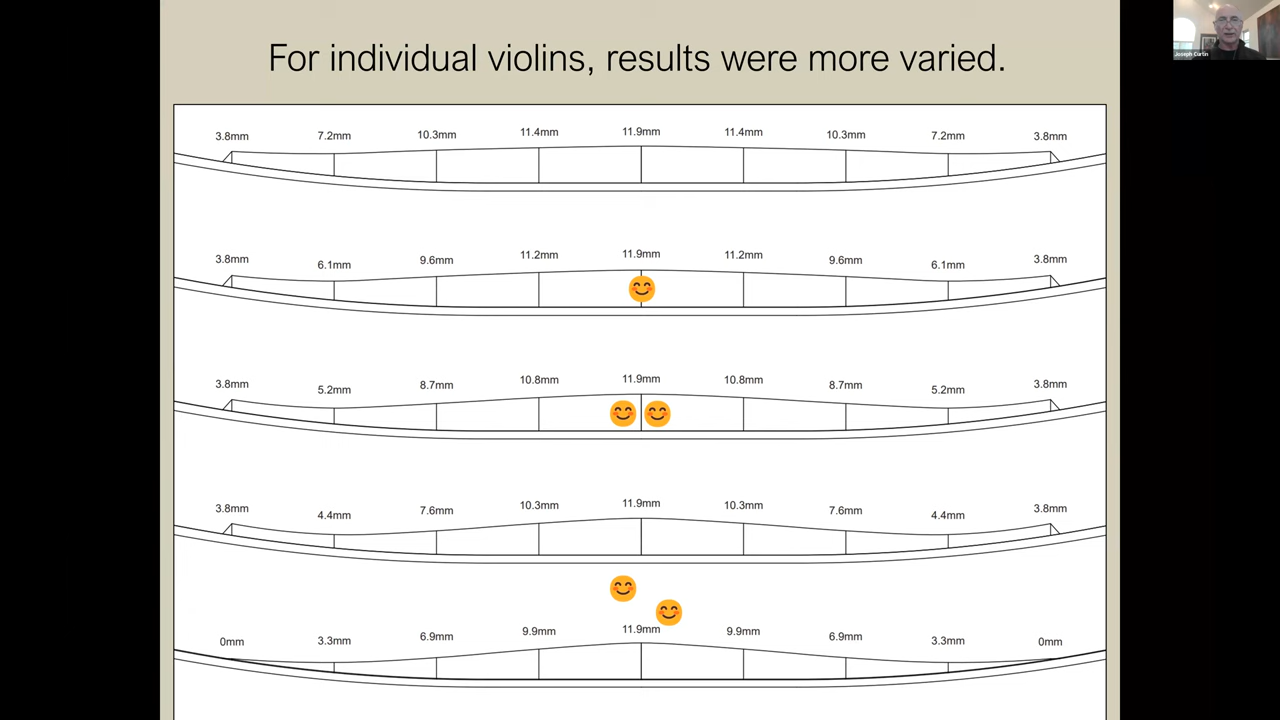 For individual violins, results were more varied.
Joseph Curtin
3.8mm 7.2mm 10.3mm 11.4mm 11.9mm 11.4mm 10.3mm 7.2mm 3.8mm
3.8mm 6.1mm 9.6mm 11.2mm 11.9mm 11.2mm 9.6mm 6.1mm 3.8mm
3.8mm 5.2mm 8.7mm 10.8mm 11.9mm 10.8mm 8.7mm 5.2mm 3.8mm
3.8mm 4.4mm 7.6mm 10.3mm 11.9mm 10.3mm 7.6mm 4.4mm 3.8mm
0mm 3.3mm 6.9mm 9.9mm 11.9mm 9.9mm 6.9mm 3.3mm 0mm